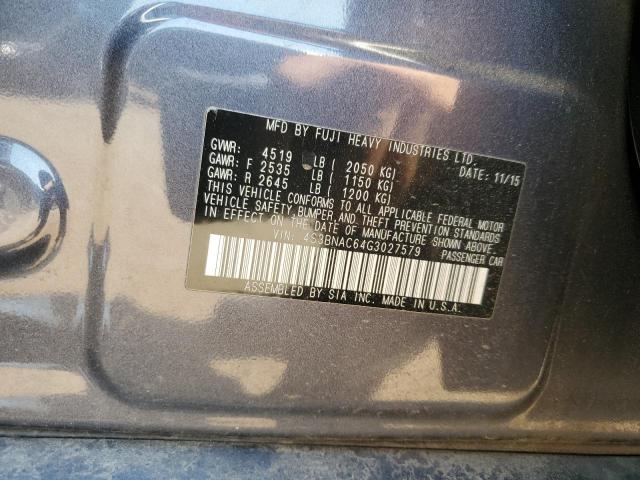 MFD BY FUJI HEAVY INDUSTRIES LTD.
GVWR: 4519 LB ( 2050 KG) DATE: 11/15
GAWR: F 2535 LB ( 1150 KG)
GAWR: R 2645 LB ( 1200 KG)
THIS VEHICLE CONFORMS TO ALL APPLICABLE FEDERAL MOTOR
VEHICLE SAFETY,BUMPER,AND THEFT PREVENTION STANDARDS
IN EFFECT ON THE DATE OF MANUFACTURE SHOWN ABOVE.
VIN: 4S3BNAC64G3027579 PASSENGER CAR
ASSEMBLED BY SIA INC. MADE IN U.S.A.